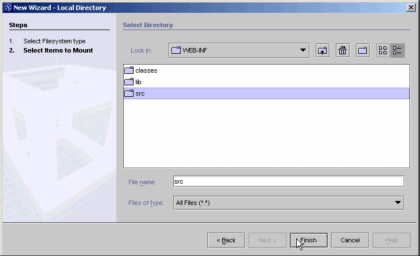 New Wizard - Local Directory
Steps
1. Select Filesystem type
2. Select Items to Mount
Select Directory
Look in:
WEB-INF
classes
lib
src
File name:
src
Files of type:
All Files (*.*)
< Back
Next >
Finish
Cancel
Help